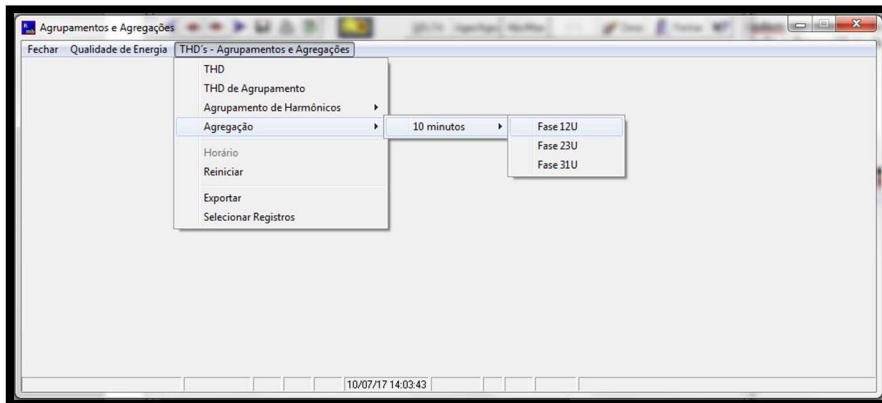 Agrupamentos e Agregações
Fechar Qualidade de Energia THD´s - Agrupamentos e Agregações
THD
THD de Agrupamento
Agrupamento de Harmônicos
Agregação 10 minutos Fase 12U
Fase 23U
Horário Fase 31U
Reiniciar
Exportar
Selecionar Registros
10/07/17 14:03:43